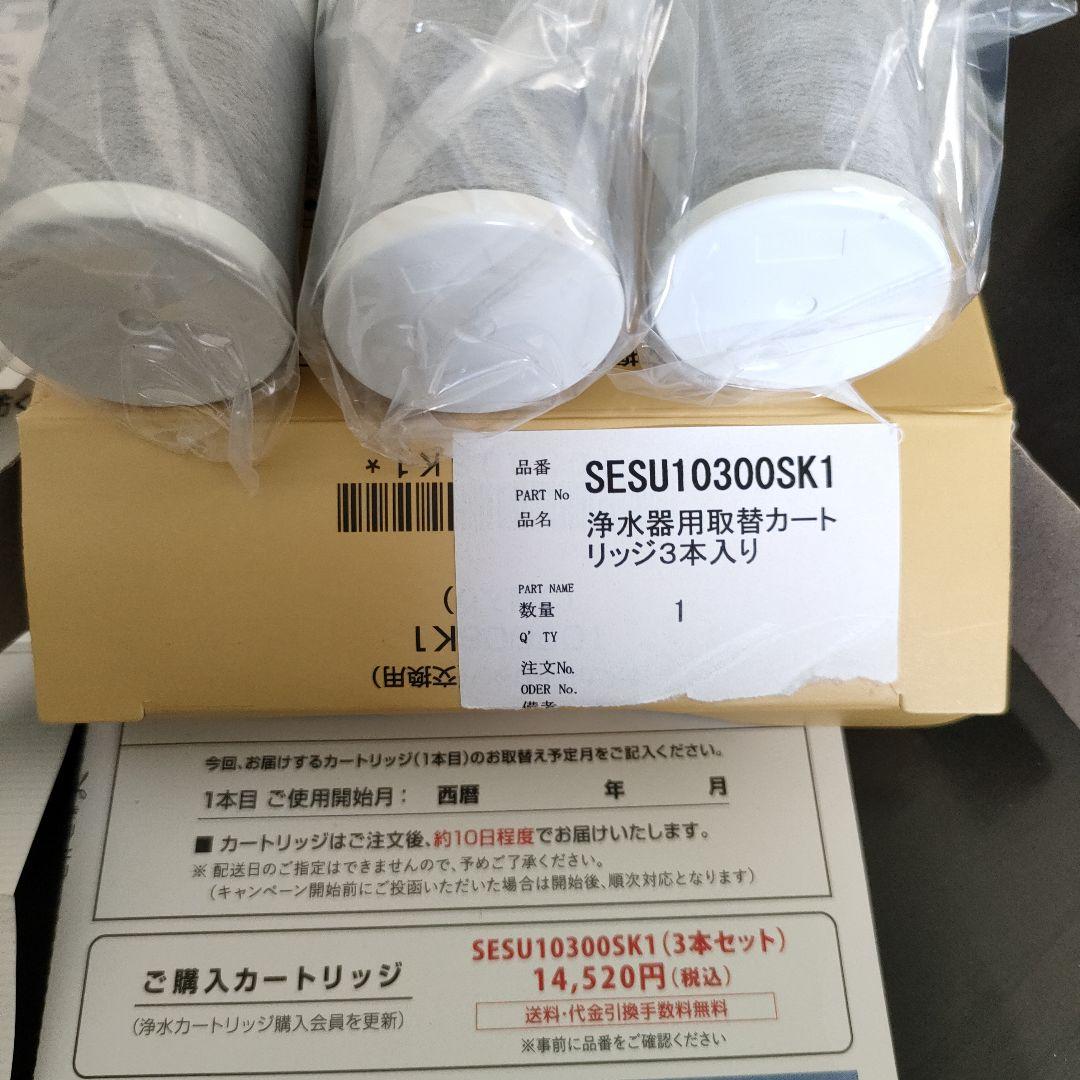 品番 SESU10300SK1
PART No
品名 浄水器用取替カート
リッジ3本入り
PART NAME
数量 1
Q'TY
注文No.
ODER No.
備考
K1*
K1
交換用)
今回、お届けするカートリッジ(1本目)のお取替え予定月をご記入ください。
1本目 ご使用開始月: 西暦 年 月
■ カートリッジはご注文後、約10日程度でお届けいたします。
※ 配送日のご指定はできませんので、予めご了承ください。
(キャンペーン開始前にご投函いただいた場合は開始後、順次対応となります)
ご購入カートリッジ
(浄水カートリッジ購入会員を更新)
SESU10300SK1(3本セット)
14,520円(税込)
送料・代金引換手数料無料
※事前に品番をご確認ください